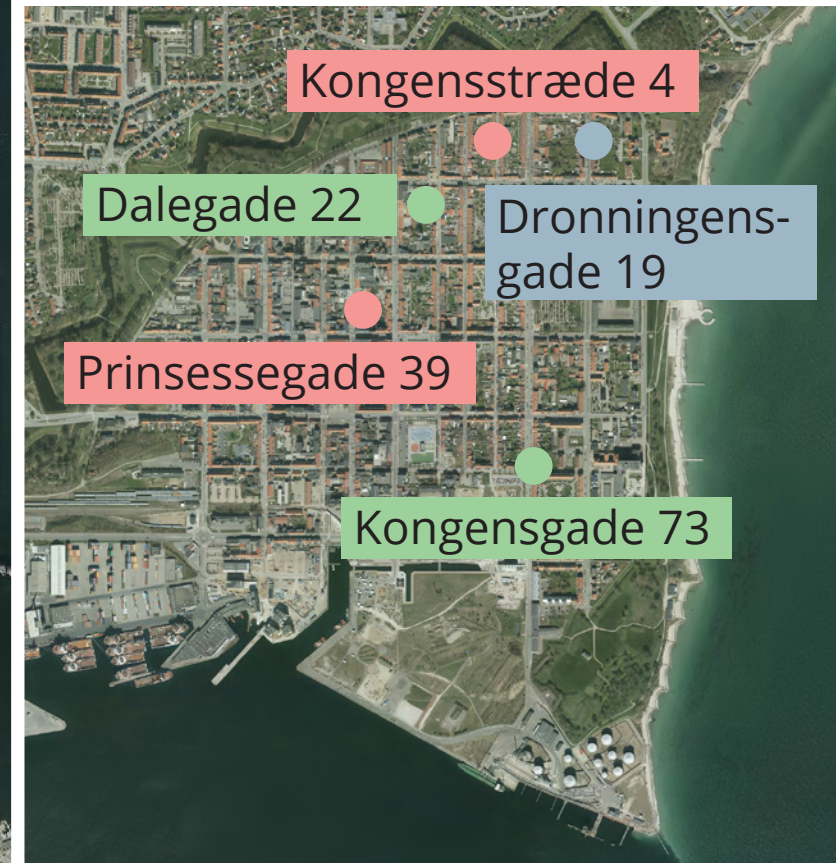 Kongensstræde 4
Dalegade 22
Dronningens-
gade 19
Prinsessegade 39
Kongensgade 73